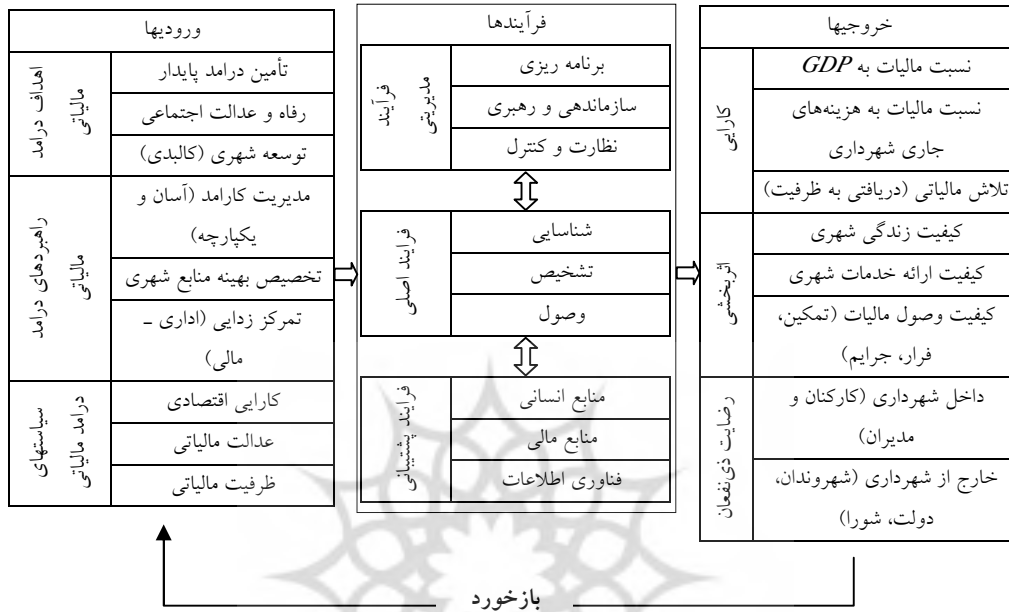 ورودیها
اهداف درامد
مالیاتی
تأمین درامد پایدار
رفاه و عدالت اجتماعی
توسعه شهری (کالبدی)
راهبردهای درامد
مالیاتی
مدیریت کارامد (آسان و
یکپارچه)
تخصیص بهینه منابع شهری
تمرکز زدایی (اداری ـ
مالی)
سیاستهای
درامد مالیاتی
کارایی اقتصادی
عدالت مالیاتی
ظرفیت مالیاتی
فرآیندها
فرآیند
مدیریتی
برنامه ریزی
سازماندهی و رهبری
نظارت و کنترل
فرایند اصلی
شناسایی
تشخیص
وصول
فرایند پشتیبانی
منابع انسانی
منابع مالی
فناوری اطلاعات
خروجیها
کارایی
نسبت مالیات به GDP
نسبت مالیات به هزینه‌های
جاری شهرداری
تلاش مالیاتی (دریافتی به ظرفیت)
اثربخشی
کیفیت زندگی شهری
کیفیت ارائه خدمات شهری
کیفیت وصول مالیات (تمکین،
فرار، جرایم)
رضایت ذی‌نفعان
داخل شهرداری (کارکنان و
مدیران)
خارج از شهرداری (شهروندان،
دولت، شورا)
بازخورد